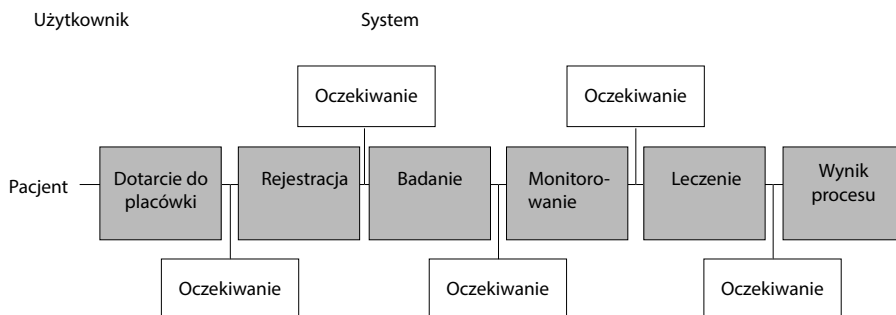 Użytkownik
System
Oczekiwanie
Oczekiwanie
Pacjent
Dotarcie do
placówki
Rejestracja
Badanie
Monitoro-
wanie
Leczenie
Wynik
procesu
Oczekiwanie
Oczekiwanie
Oczekiwanie